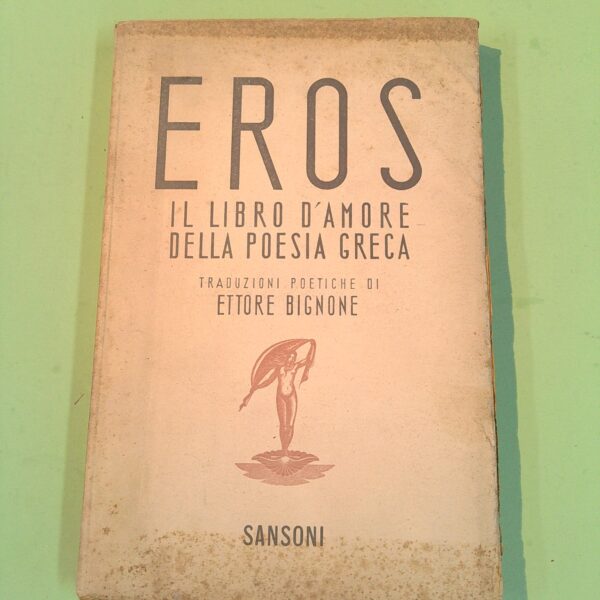 EROS
IL LIBRO D'AMORE
DELLA POESIA GRECA
TRADUZIONI POETICHE DI
ETTORE BIGNONE
SANSONI